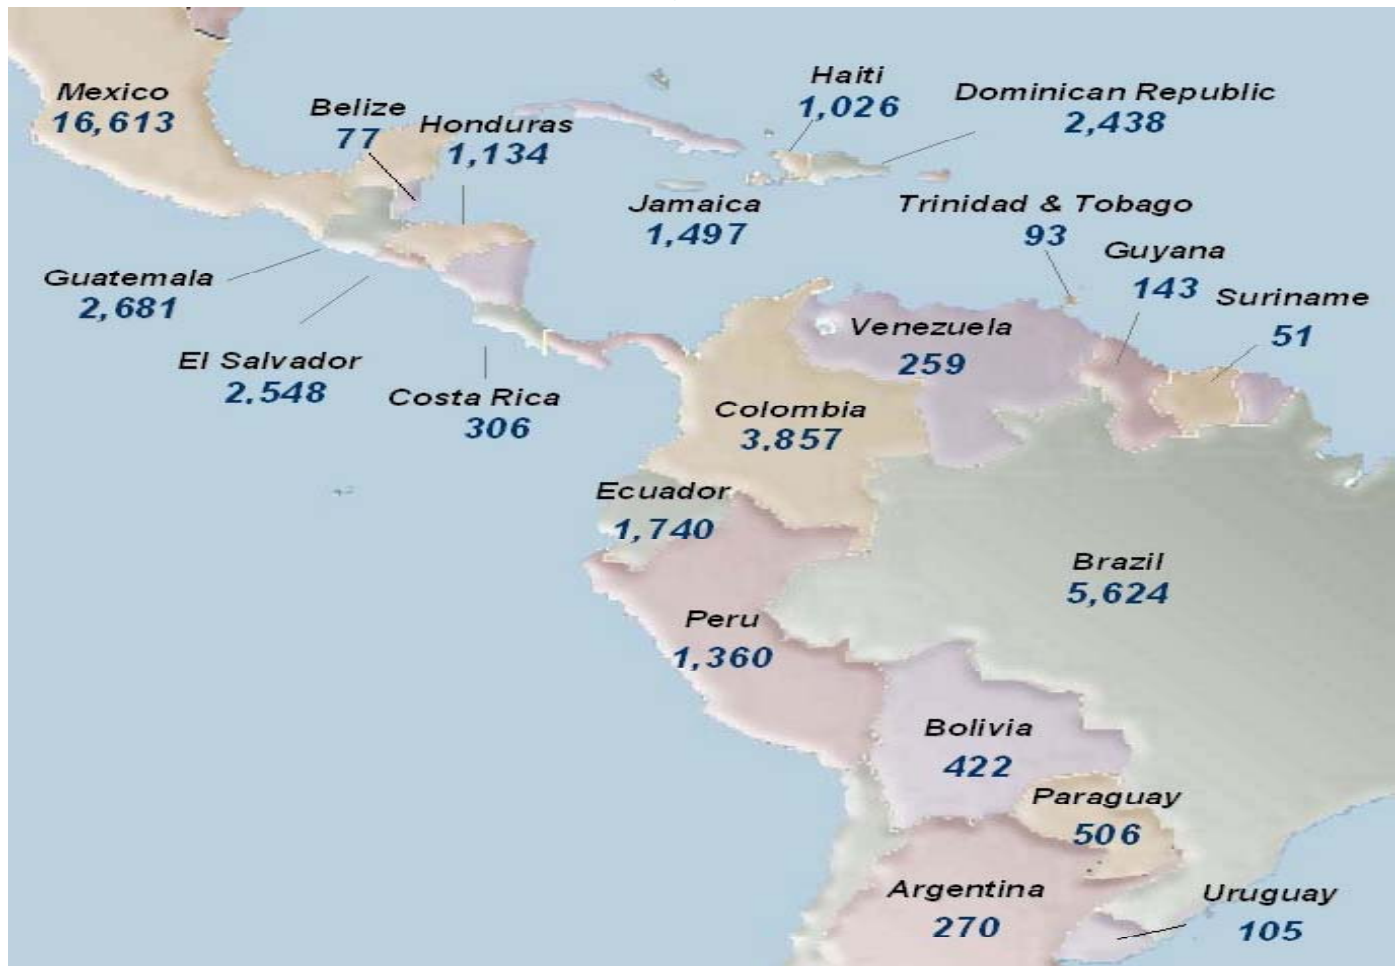 Mexico
16,613
Belize
77
Honduras
1,134
Haiti
1,026
Dominican Republic
2,438
Jamaica
1,497
Trinidad & Tobago
93
Guyana
143
Suriname
51
Guatemala
2,681
El Salvador
2,548
Costa Rica
306
Venezuela
259
Colombia
3,857
Ecuador
1,740
Peru
1,360
Brazil
5,624
Bolivia
422
Paraguay
506
Argentina
270
Uruguay
105